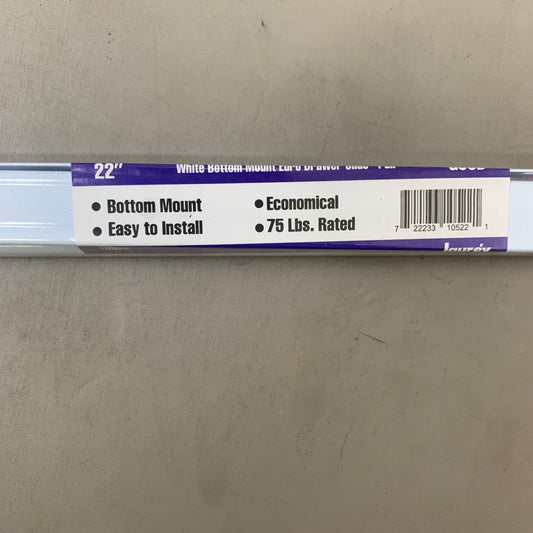 22"
White Bottom Mount Euro Drawer Slide - Pair
• Bottom Mount
• Easy to Install
• Economical
• 75 Lbs. Rated
7 22233 10522 1